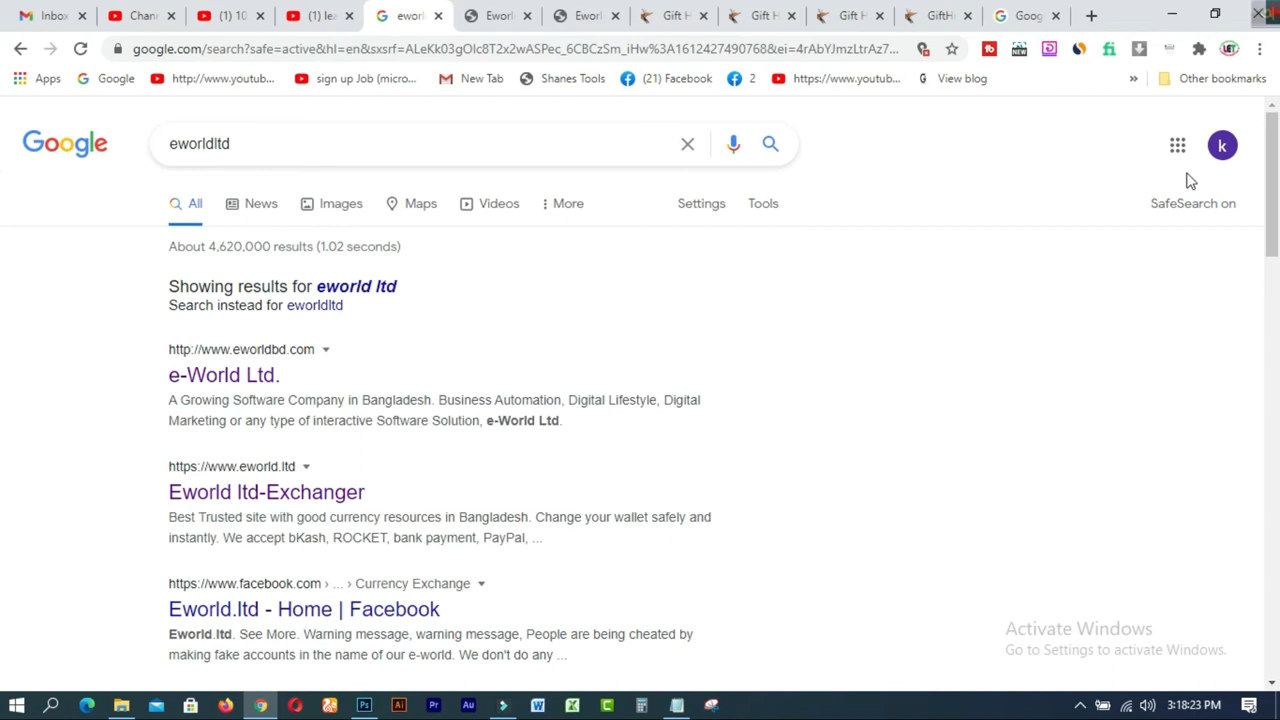 Inbox
Chann
(1) 10
(1) lea
eworl
Eworl
Eworl
Gift H
Gift H
Gift H
GiftH
Goog
google.com/search?safe=active&hl=en&sxsrf=ALeKk03gOlc8T2x2wASPec_6CBCzSm_iHw%3A1612427490768&ei=4rAbYJmzLtrAz7...
Apps
Google
http://www.youtub...
sign up Job (micro...
New Tab
Shanes Tools
(21) Facebook
2
https://www.youtub...
View blog
»
Other bookmarks
Google
eworldltd
k
All
News
Images
Maps
Videos
More
Settings
Tools
SafeSearch on
About 4,620,000 results (1.02 seconds)
Showing results for eworld ltd
Search instead for eworldltd
http://www.eworldbd.com
e-World Ltd.
A Growing Software Company in Bangladesh. Business Automation, Digital Lifestyle, Digital
Marketing or any type of interactive Software Solution, e-World Ltd.
https://www.eworld.ltd
Eworld ltd-Exchanger
Best Trusted site with good currency resources in Bangladesh. Change your wallet safely and
instantly. We accept bKash, ROCKET, bank payment, PayPal, ...
https://www.facebook.com › ... › Currency Exchange
Eworld.ltd - Home | Facebook
Eworld.ltd. See More. Warning message, warning message, People are being cheated by
making fake accounts in the name of our e-world. We don't do any ...
Activate Windows
Go to Settings to activate Windows.
3:18:23 PM